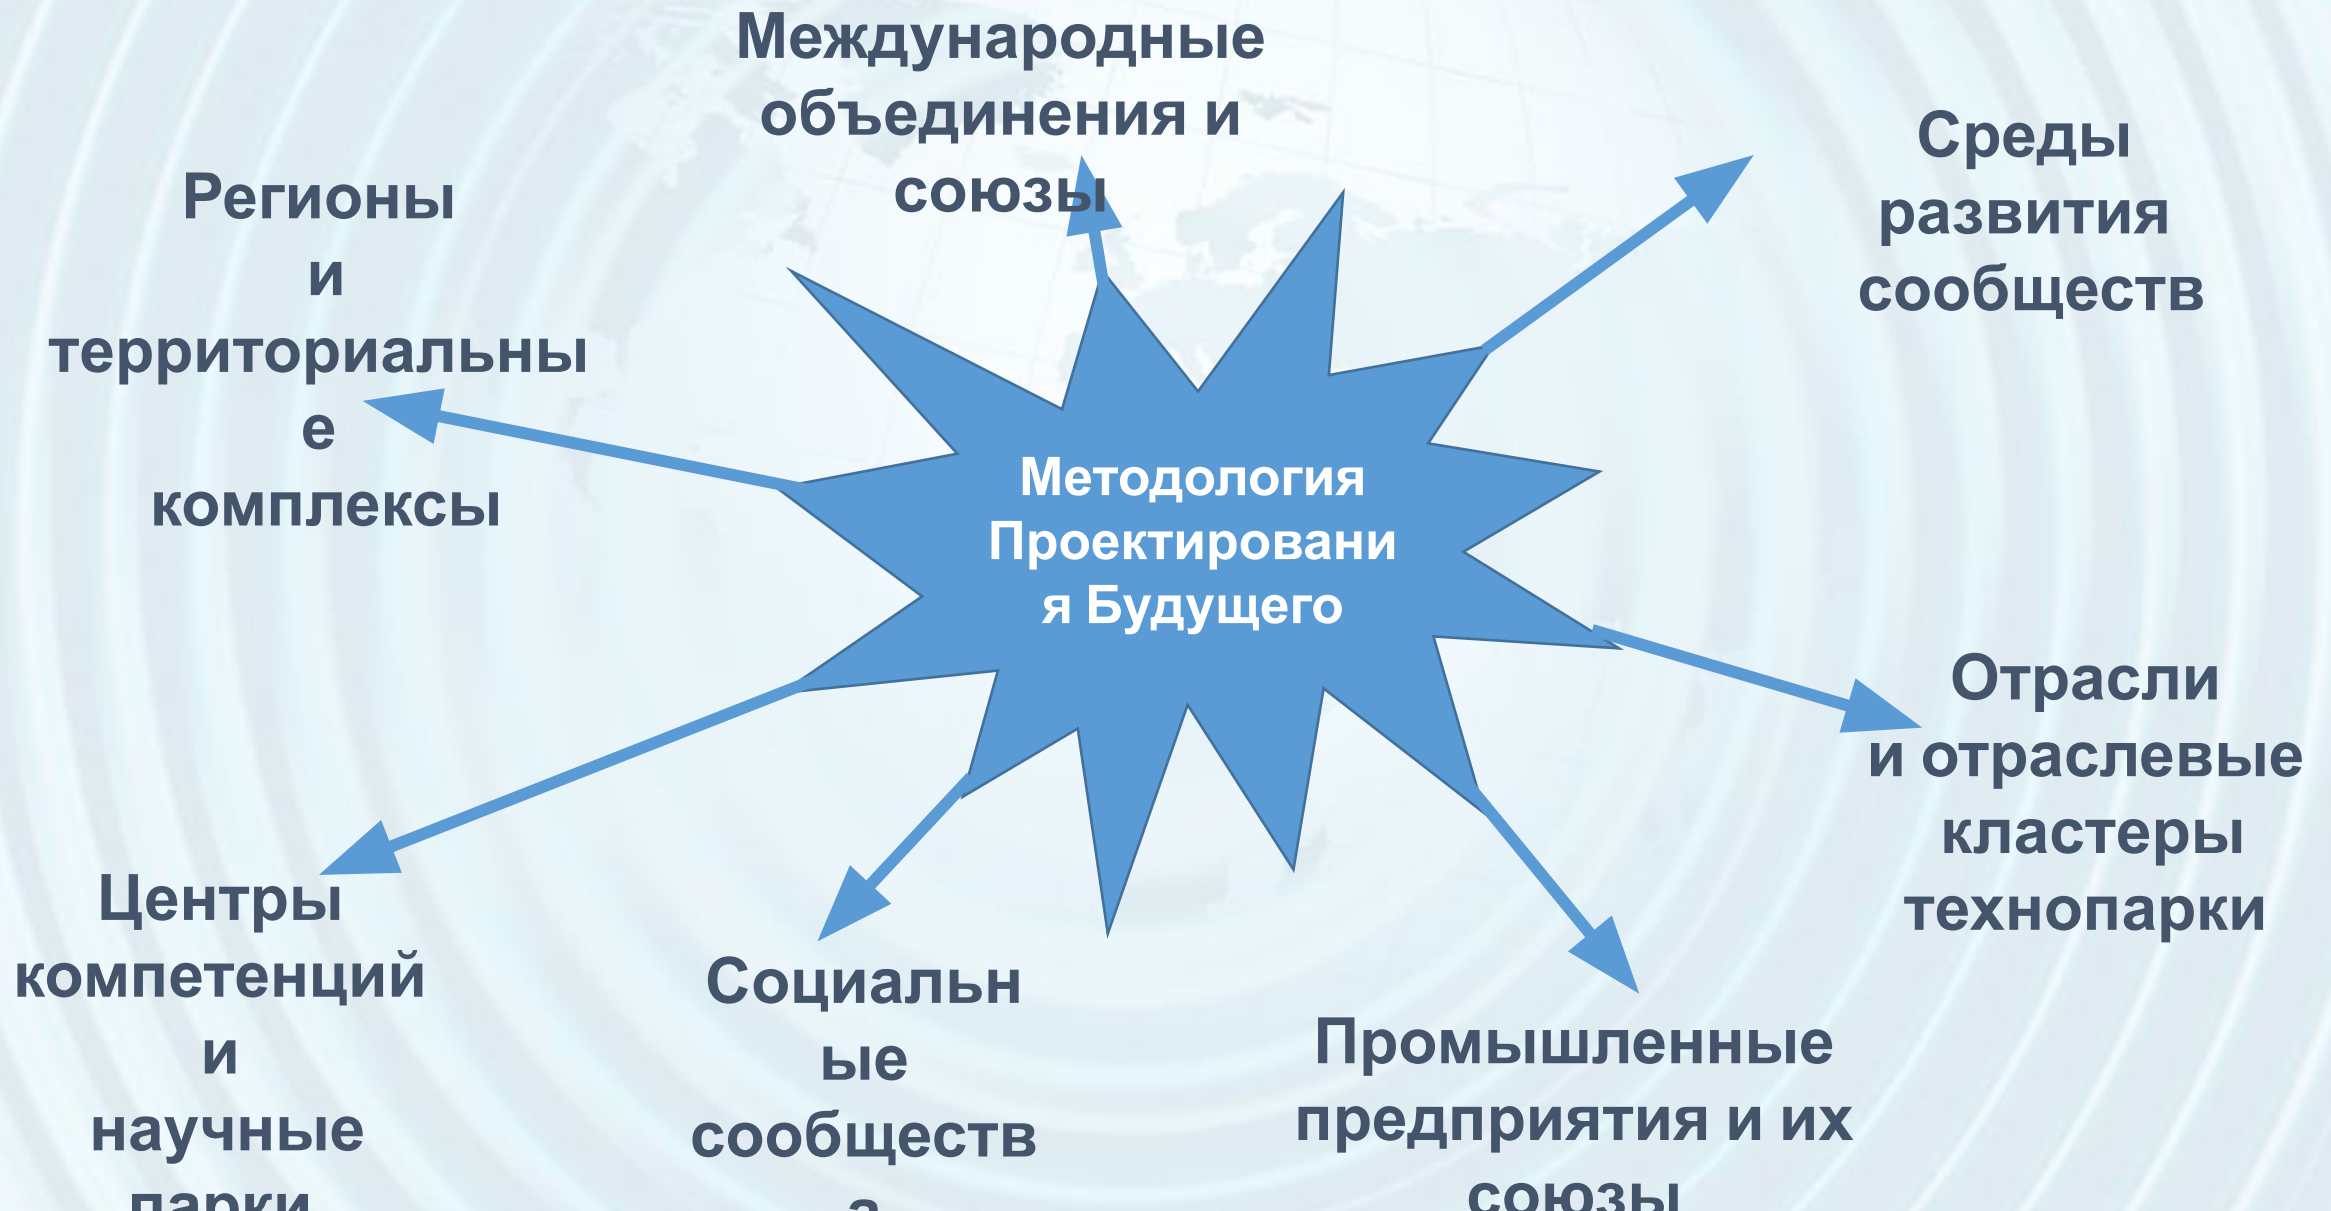 Международные
объединения и
союзы
Среды
развития
сообществ
Регионы
и
территориальны
е
комплексы
Методология
Проектировани
я Будущего
Отрасли
и отраслевые
кластеры
технопарки
Центры
компетенций
и
научные
парки
Социальн
ые
сообществ
а
Промышленные
предприятия и их
союзы